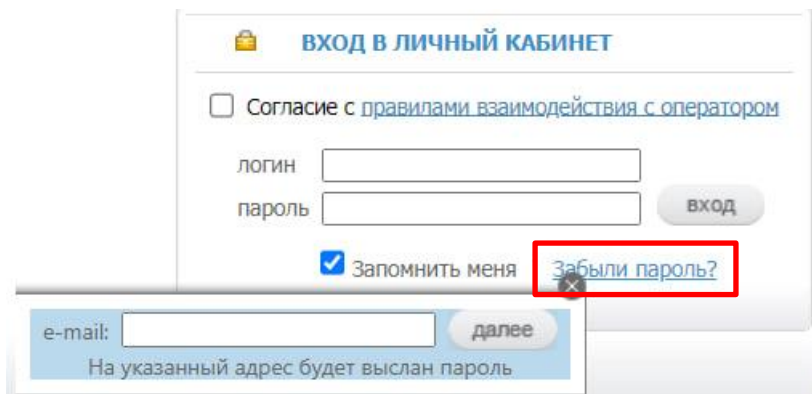 ВХОД В ЛИЧНЫЙ КАБИНЕТ
Согласие с правилами взаимодействия с оператором
логин
пароль
вход
Запомнить меня Забыли пароль?
e-mail: далее
На указанный адрес будет выслан пароль